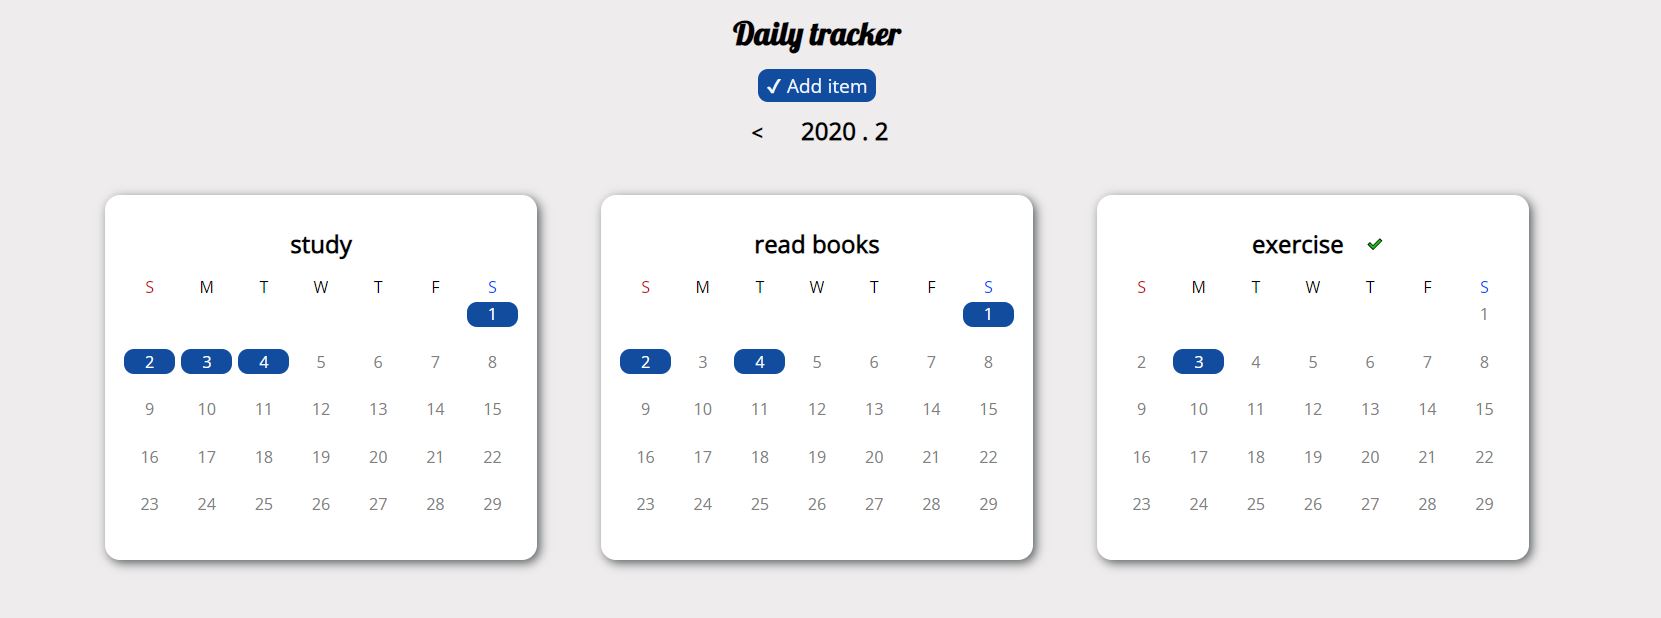 Daily tracker
✓ Add item
< 2020 . 2
study
S M T W T F S
1
2 3 4 5 6 7 8
9 10 11 12 13 14 15
16 17 18 19 20 21 22
23 24 25 26 27 28 29
read books
S M T W T F S
1
2 3 4 5 6 7 8
9 10 11 12 13 14 15
16 17 18 19 20 21 22
23 24 25 26 27 28 29
exercise ✓
S M T W T F S
1
2 3 4 5 6 7 8
9 10 11 12 13 14 15
16 17 18 19 20 21 22
23 24 25 26 27 28 29